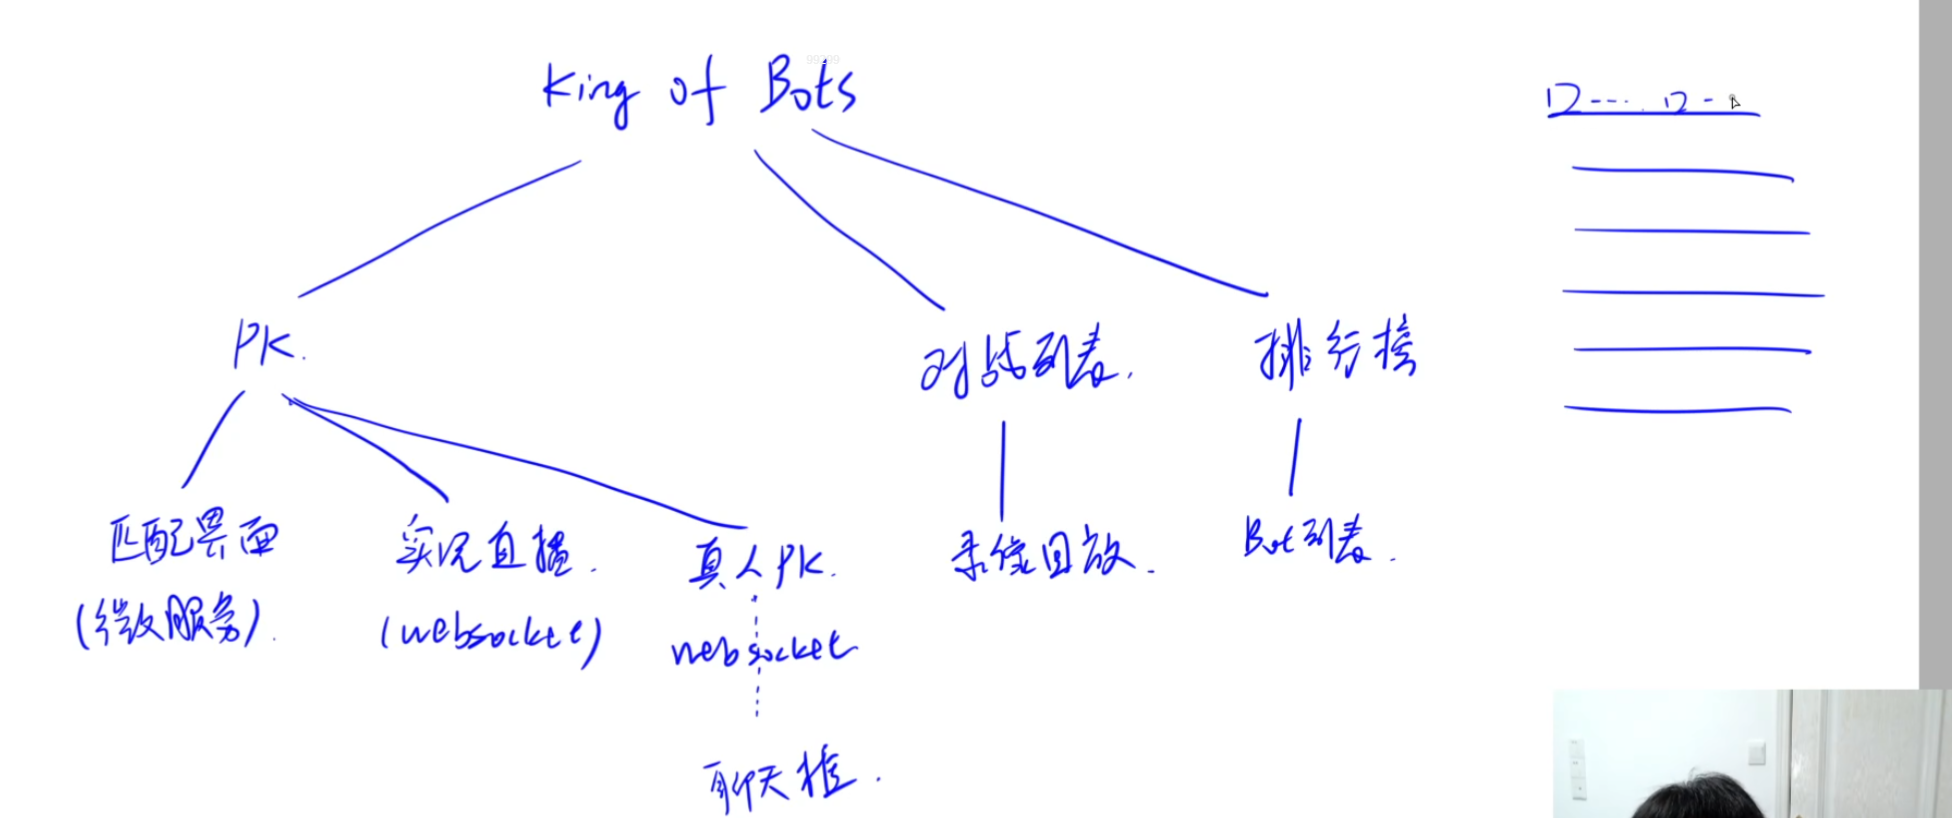 King of Bots
PK.
对战列表.
排行榜
匹配界面
(微服务).
实况直播.
(websocket)
真人PK.
websocket
聊天框.
录像回放.
Bot列表.